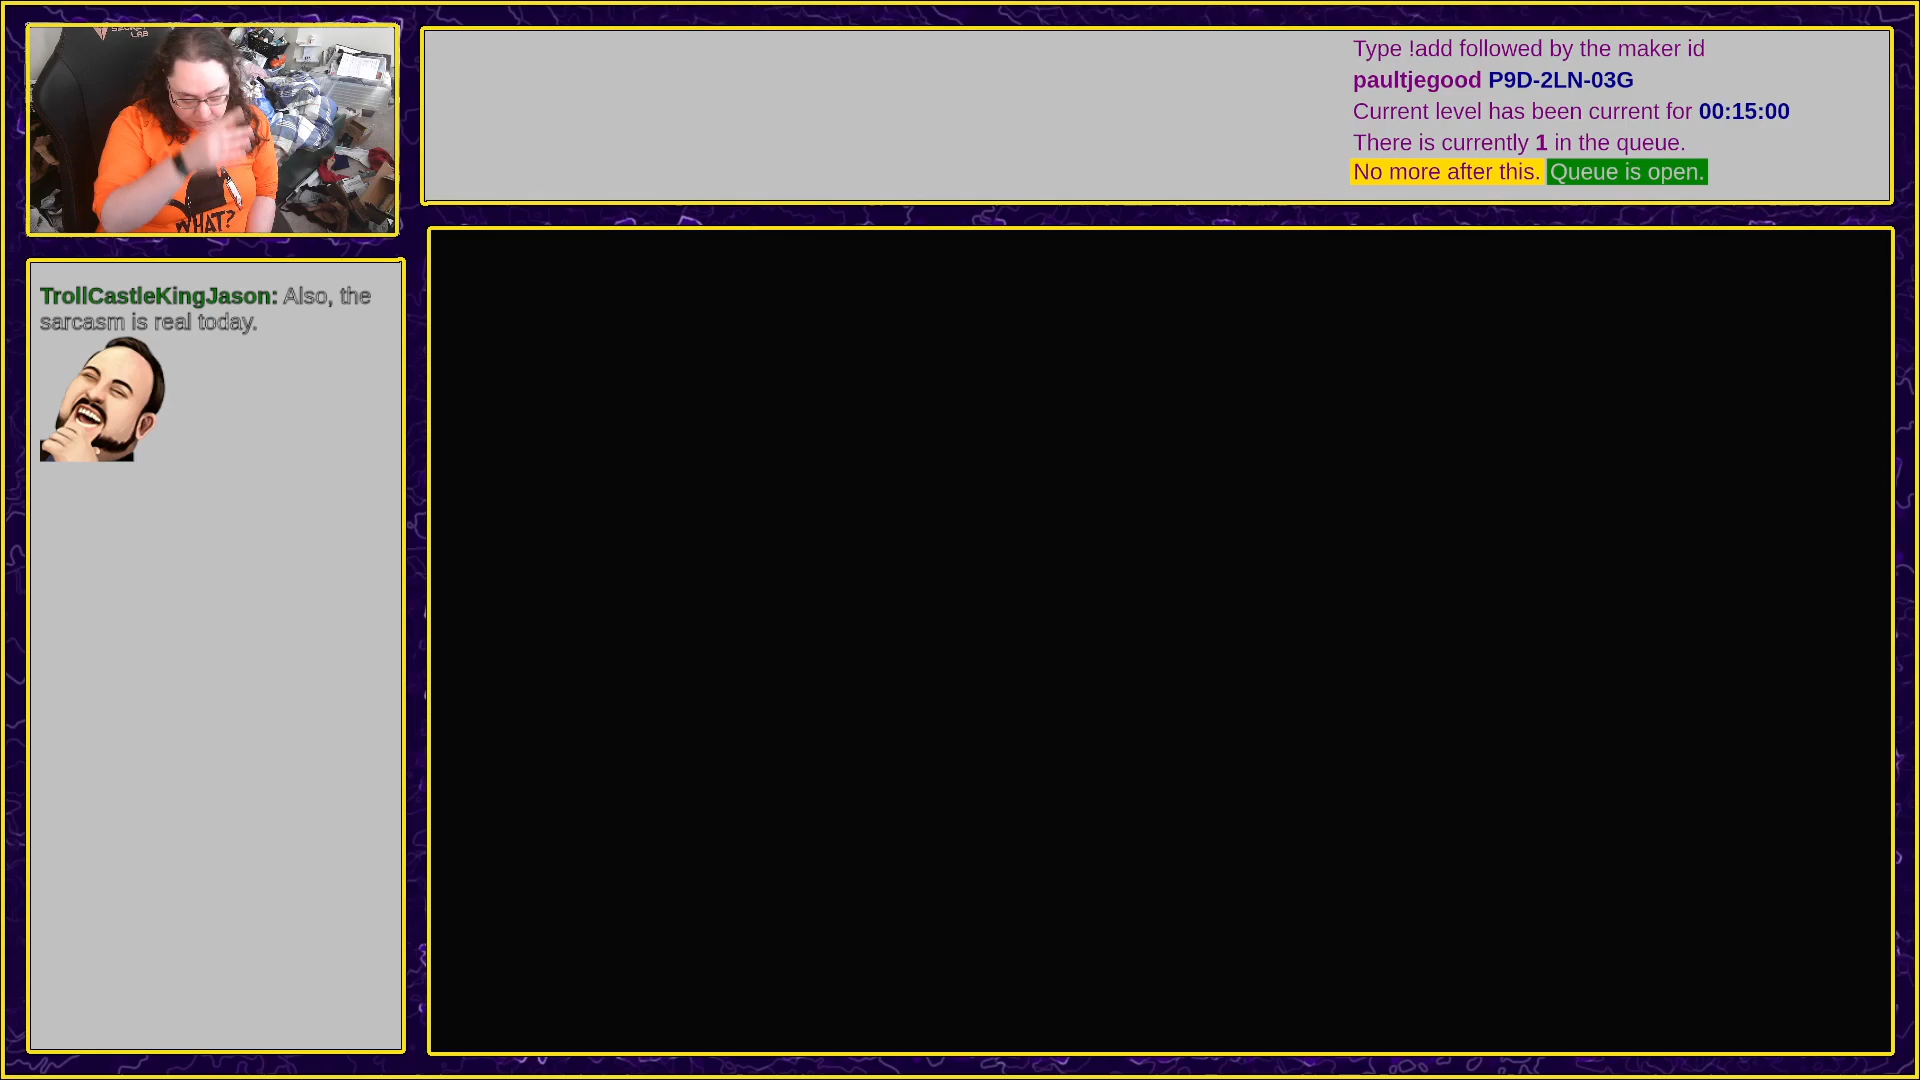 LAB
WHAT?
Type !add followed by the maker id
paultjegood P9D-2LN-03G
Current level has been current for 00:15:00
There is currently 1 in the queue.
No more after this. Queue is open.
TrollCastleKingJason: Also, the
sarcasm is real today.